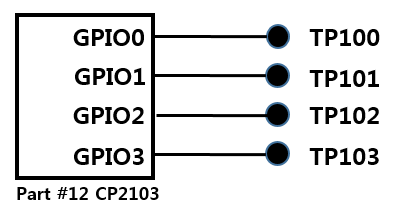 GPIO0 TP100
GPIO1 TP101
GPIO2 TP102
GPIO3 TP103
Part #12 CP2103